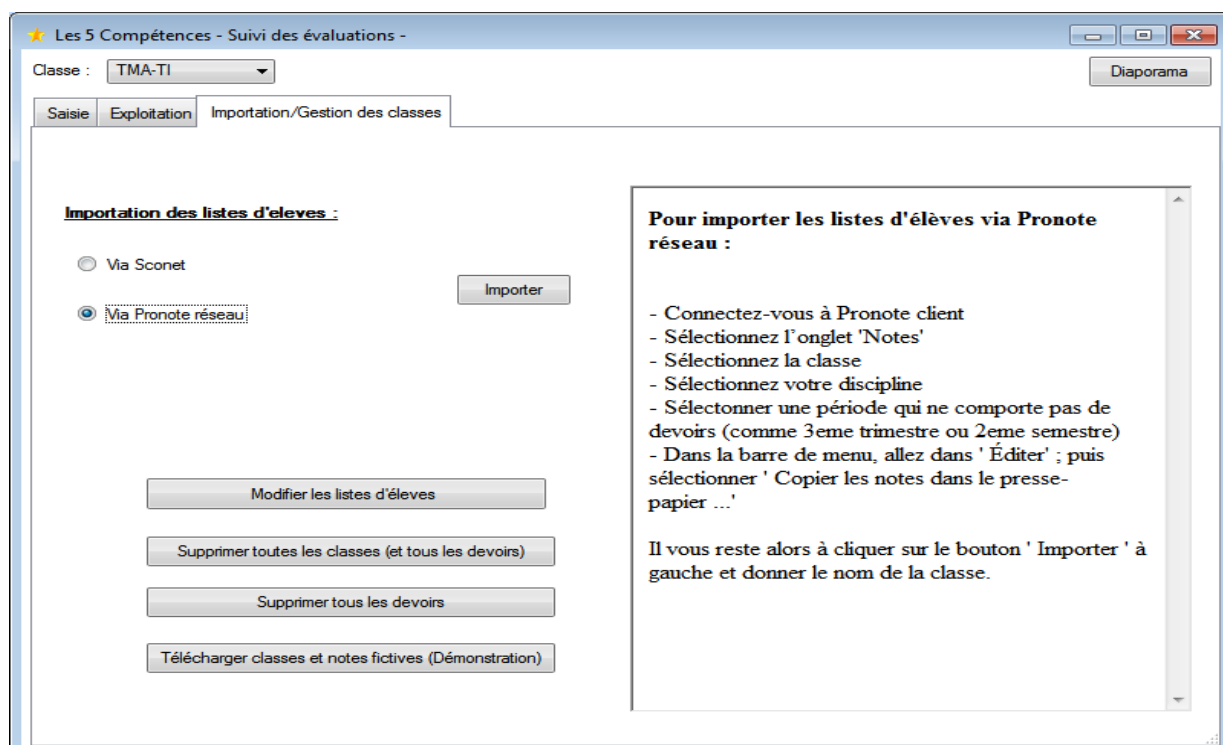 Les 5 Compétences - Suivi des évaluations -
Classe : TMA-TI
Diaporama
Saisie Exploitation Importation/Gestion des classes
Importation des listes d'eleves :
Via Sconet
Importer
Via Pronote réseau
Modifier les listes d'éleves
Supprimer toutes les classes (et tous les devoirs)
Supprimer tous les devoirs
Télécharger classes et notes fictives (Démonstration)
Pour importer les listes d'élèves via Pronote
réseau :
- Connectez-vous à Pronote client
- Sélectionnez l'onglet 'Notes'
- Sélectionnez la classe
- Sélectionnez votre discipline
- Sélectonner une période qui ne comporte pas de
devoirs (comme 3eme trimestre ou 2eme semestre)
- Dans la barre de menu, allez dans ' Éditer' ; puis
sélectionner ' Copier les notes dans le presse-
papier ...'
Il vous reste alors à cliquer sur le bouton ' Importer ' à
gauche et donner le nom de la classe.